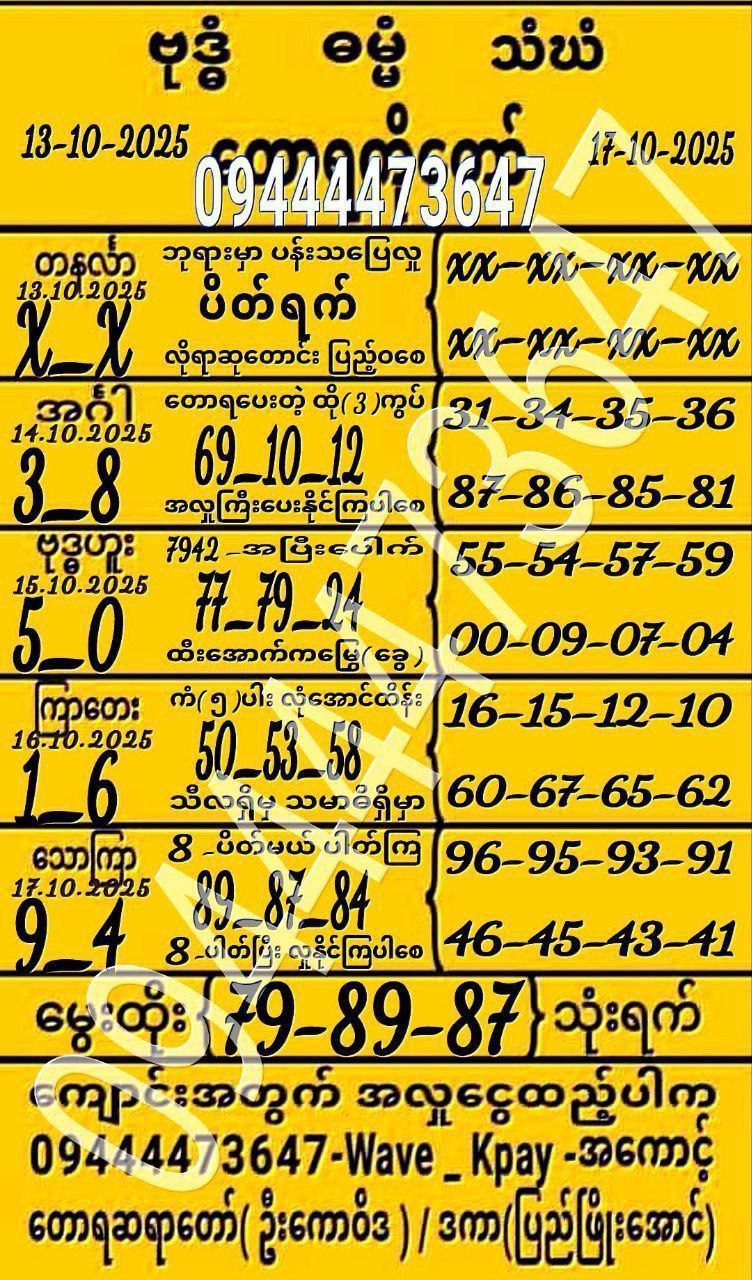 ဗုဒ္ဓံ ဓမ္မံ သံဃံ
13-10-2025 တောရကိုတော် 17-10-2025
09444473647
တနင်္လာ ဘုရားမှာ ပန်းသပြေလှူ xx-xx-xx-xx
13.10.2025 ပိတ်ရက်
X_X လိုရာဆုတောင်း ပြည့်ဝစေ xx-xx-xx-xx
အင်္ဂါ တောရပေးတဲ့ ထို(3)ကွပ် 31-34-35-36
14.10.2025 69_10_12
3_8 အလှူကြီးပေးနိုင်ကြပါစေ 87-86-85-81
ဗုဒ္ဓဟူး 7942 -အပြီးပေါက် 55-54-57-59
15.10.2025 77_79_24
5_0 ထီးအောက်ကမြွေ(ခွေ) 00-09-07-04
ကြာတေး ကံ(၅)ပါး လုံအောင်ထိန်း 16-15-12-10
16.10.2025 50_53_58
1_6 သီလရှိမှ သမာဓိရှိမှာ 60-67-65-62
သောကြာ 8 -ပိတ်မယ် ပါတ်ကြ 96-95-93-91
17.10.2025 89_87_84
9_4 8 -ပါတ်ပြီး လှူနိုင်ကြပါစေ 46-45-43-41
မွေးထိုး{79-89-87}သုံးရက်
ကျောင်းအတွက် အလှူငွေထည့်ပါက
09444473647-Wave _ Kpay -အကောင့်
တောရဆရာတော်( ဦးကောဝိဒ ) / ဒကာ(ပြည်ဖြိုးအောင်)
09444473647